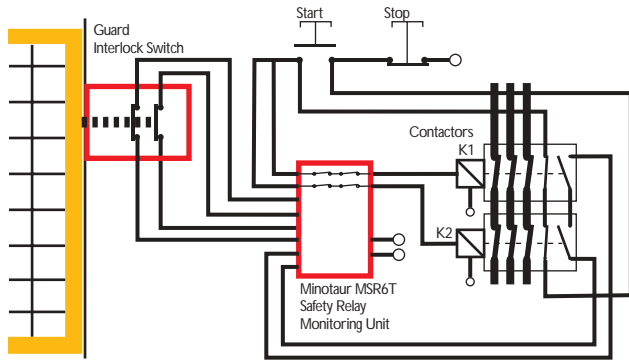 Guard
Interlock Switch
Start
Stop
Contactors
K1
K2
Minotaur MSR6T
Safety Relay
Monitoring Unit